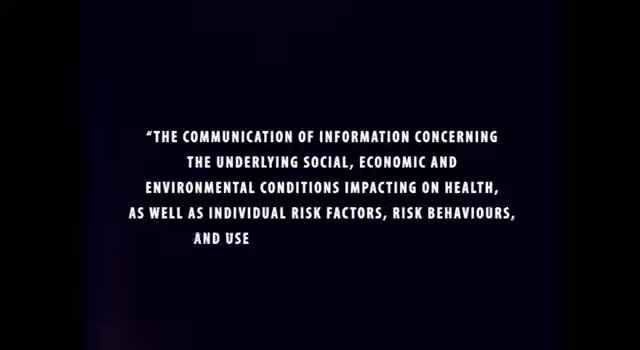 “THE COMMUNICATION OF INFORMATION CONCERNING
THE UNDERLYING SOCIAL, ECONOMIC AND
ENVIRONMENTAL CONDITIONS IMPACTING ON HEALTH,
AS WELL AS INDIVIDUAL RISK FACTORS, RISK BEHAVIOURS,
AND USE